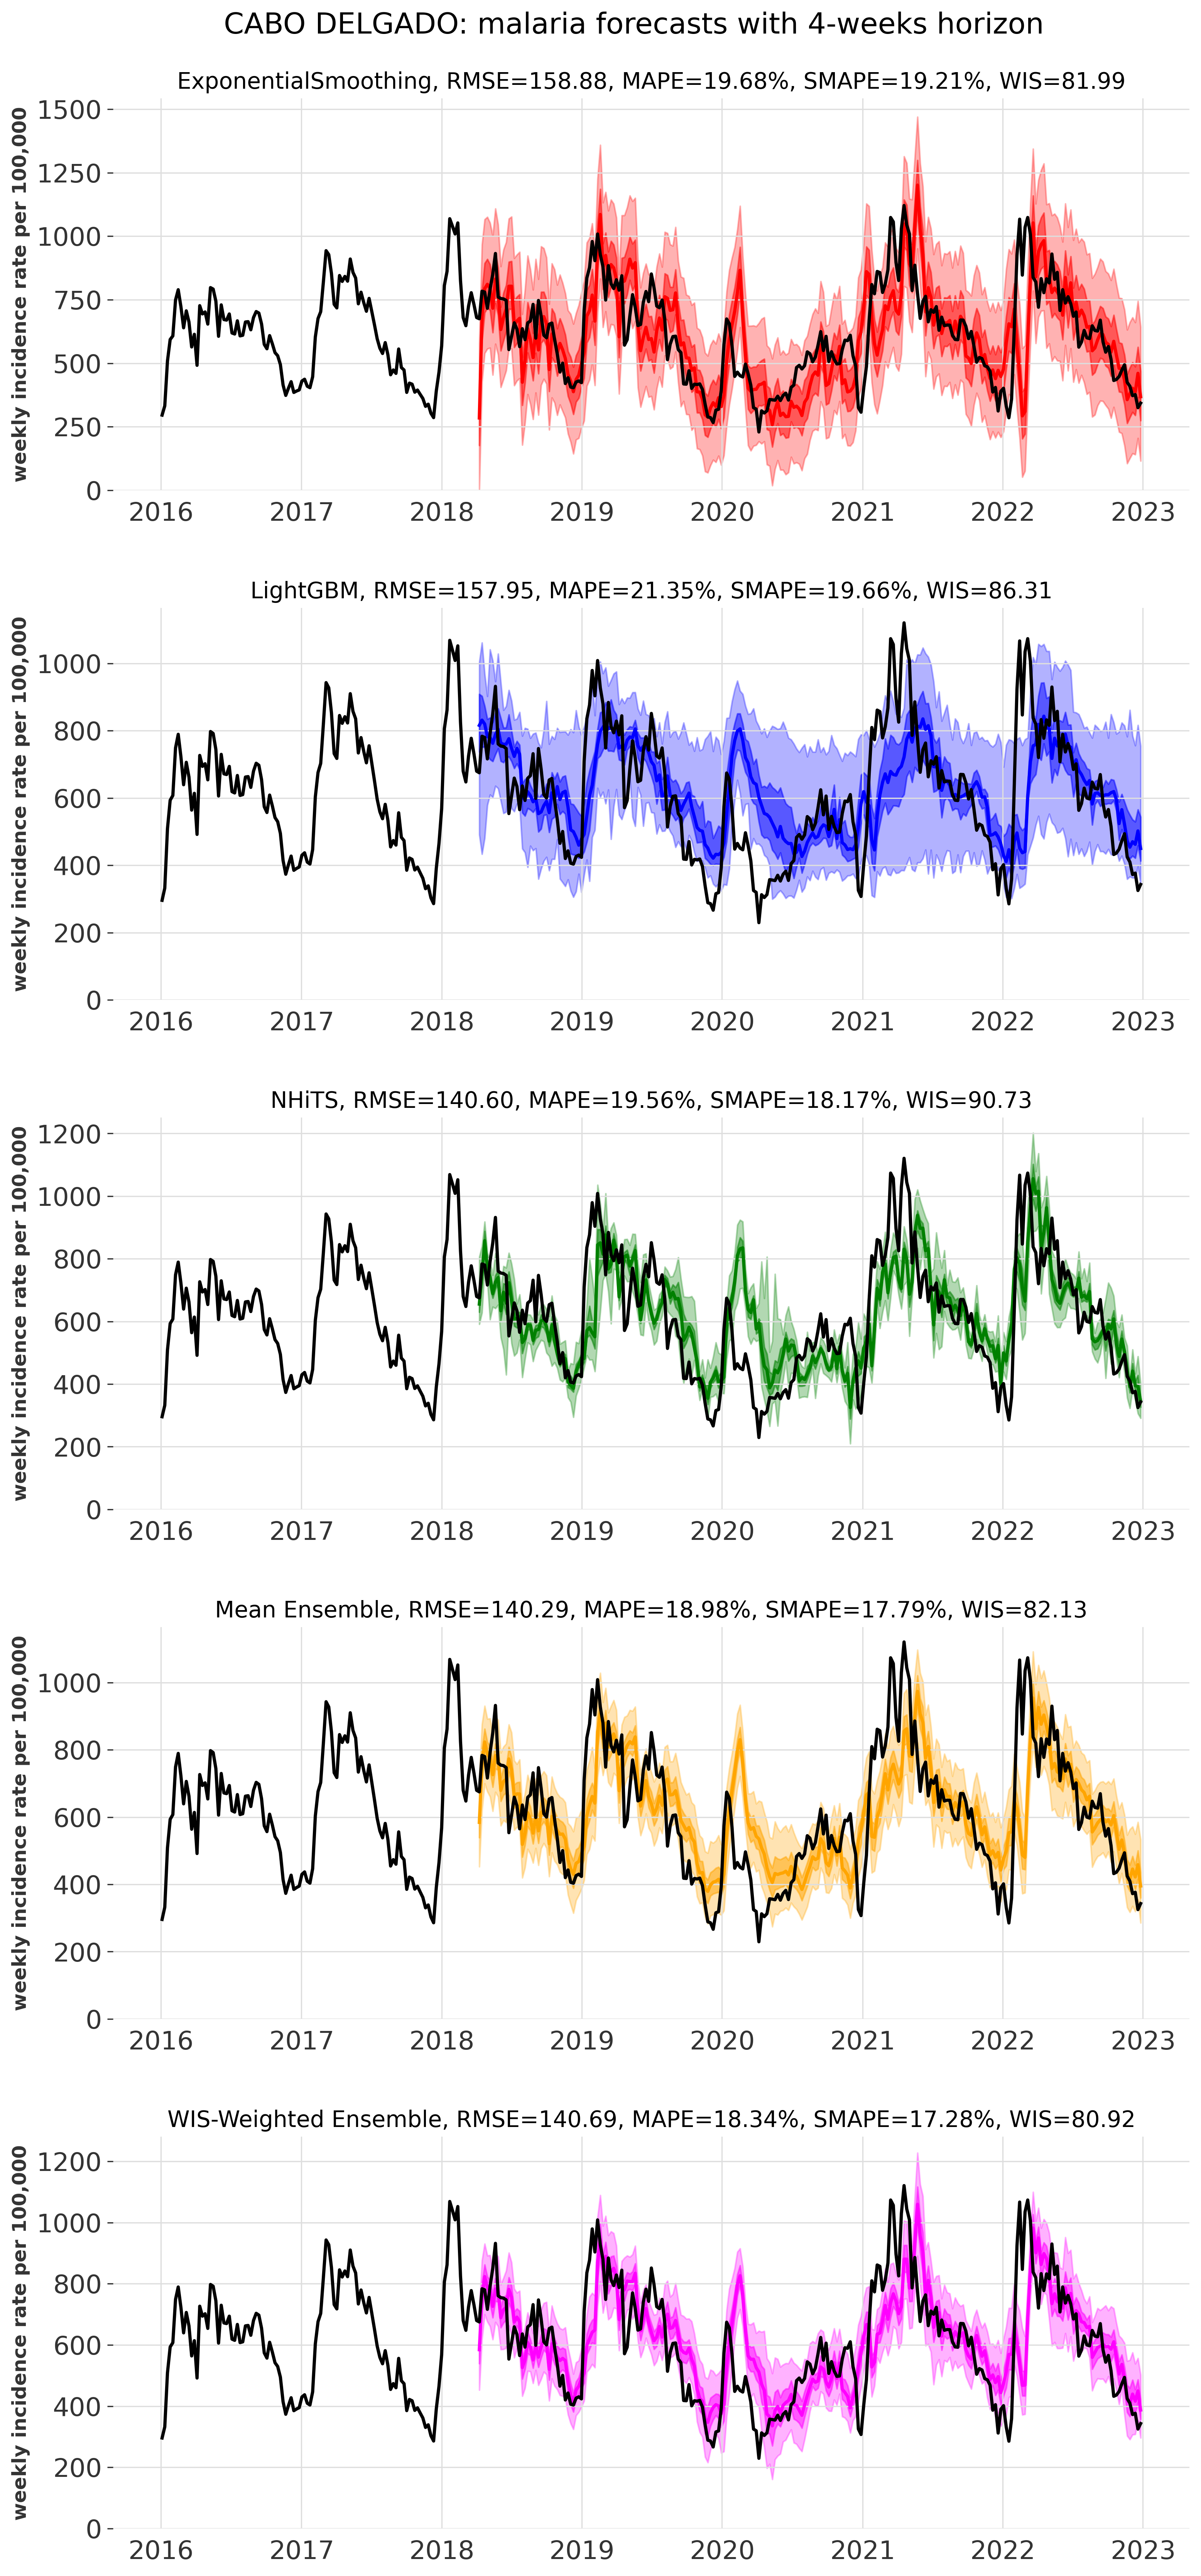 CABO DELGADO: malaria forecasts with 4-weeks horizon
ExponentialSmoothing, RMSE=158.88, MAPE=19.68%, SMAPE=19.21%, WIS=81.99
weekly incidence rate per 100,000
1500
1250
1000
750
500
250
0
2016 2017 2018 2019 2020 2021 2022 2023
LightGBM, RMSE=157.95, MAPE=21.35%, SMAPE=19.66%, WIS=86.31
weekly incidence rate per 100,000
1000
800
600
400
200
0
2016 2017 2018 2019 2020 2021 2022 2023
NHiTS, RMSE=140.60, MAPE=19.56%, SMAPE=18.17%, WIS=90.73
weekly incidence rate per 100,000
1200
1000
800
600
400
200
0
2016 2017 2018 2019 2020 2021 2022 2023
Mean Ensemble, RMSE=140.29, MAPE=18.98%, SMAPE=17.79%, WIS=82.13
weekly incidence rate per 100,000
1000
800
600
400
200
0
2016 2017 2018 2019 2020 2021 2022 2023
WIS-Weighted Ensemble, RMSE=140.69, MAPE=18.34%, SMAPE=17.28%, WIS=80.92
weekly incidence rate per 100,000
1200
1000
800
600
400
200
0
2016 2017 2018 2019 2020 2021 2022 2023